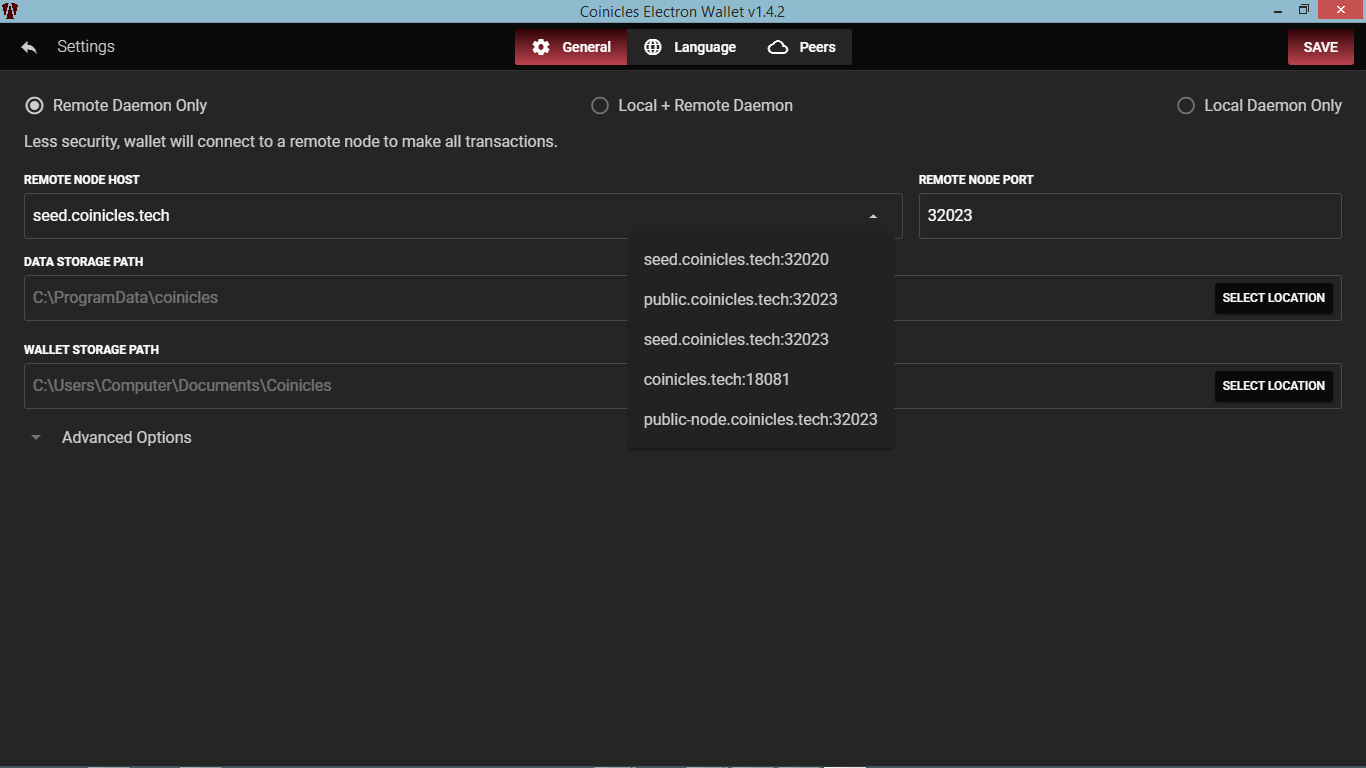 Coinicles Electron Wallet v1.4.2
Settings
General
Language
Peers
SAVE
Remote Daemon Only
Local + Remote Daemon
Local Daemon Only
Less security, wallet will connect to a remote node to make all transactions.
REMOTE NODE HOST
REMOTE NODE PORT
seed.coinicles.tech
32023
seed.coinicles.tech:32020
public.coinicles.tech:32023
seed.coinicles.tech:32023
coinicles.tech:18081
public-node.coinicles.tech:32023
DATA STORAGE PATH
C:\ProgramData\coinicles
SELECT LOCATION
WALLET STORAGE PATH
C:\Users\Computer\Documents\Coinicles
SELECT LOCATION
Advanced Options